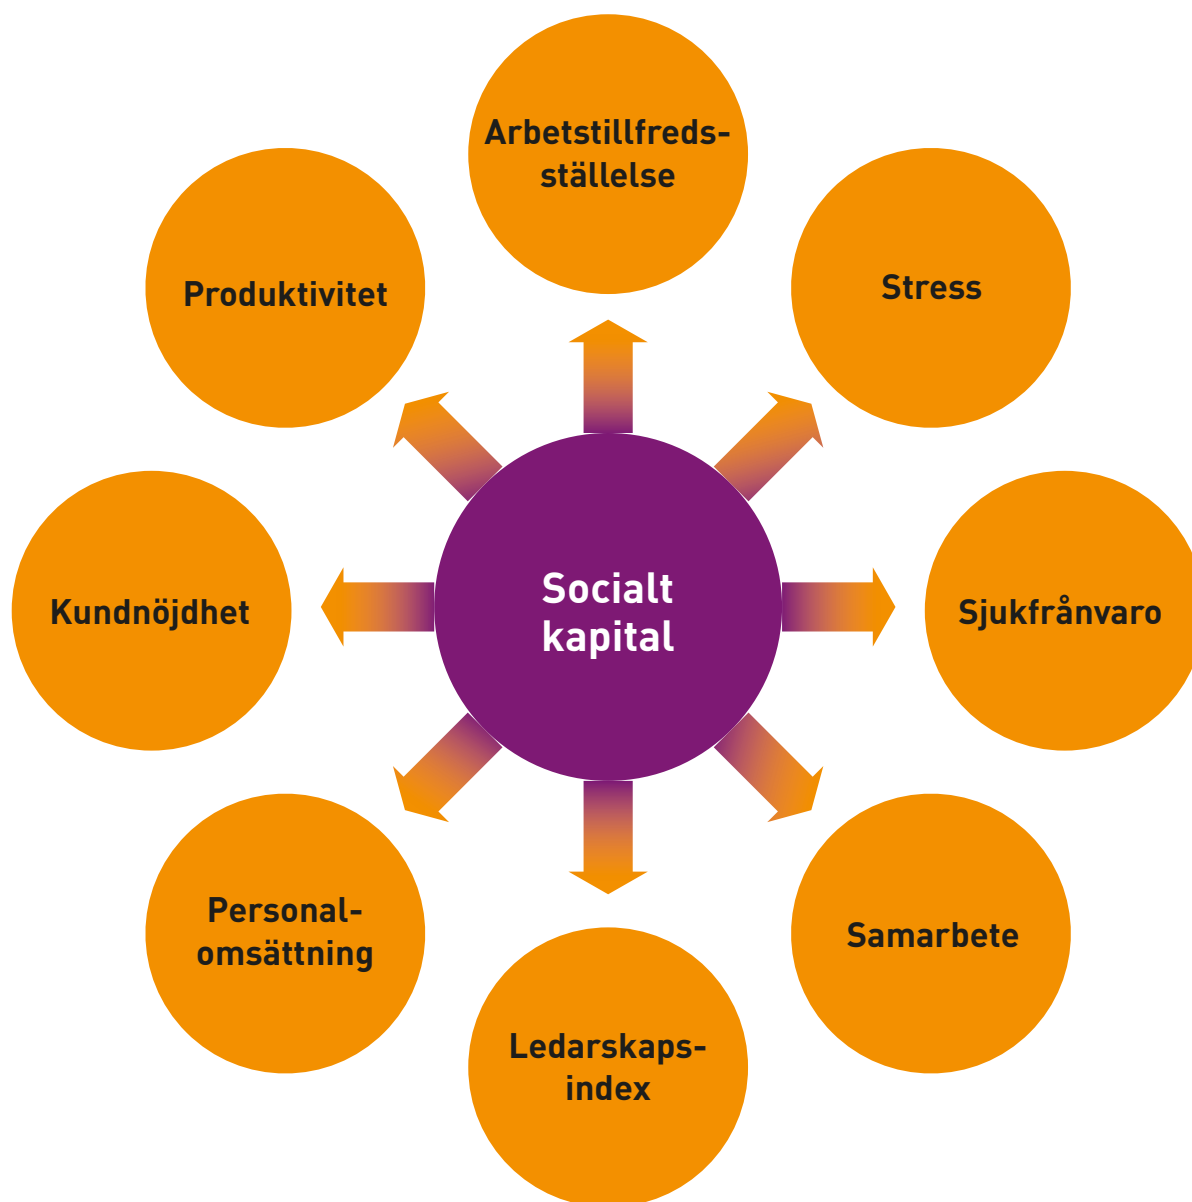 Arbetstillfreds-
ställelse
Produktivitet
Stress
Kundnöjdhet
Socialt
kapital
Sjukfrånvaro
Personal-
omsättning
Samarbete
Ledarskaps-
index